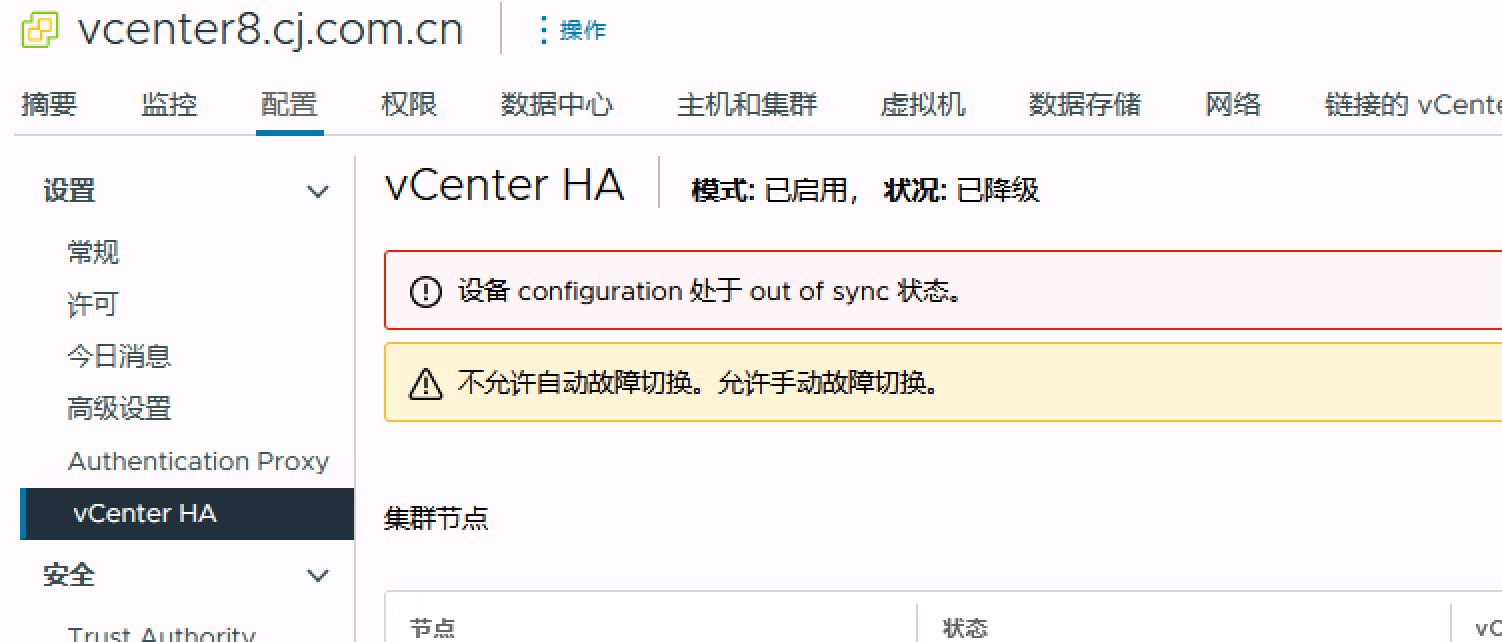 vcenter8.cj.com.cn
操作
摘要 监控 配置 权限 数据中心 主机和集群 虚拟机 数据存储 网络 链接的
设置
常规
许可
今日消息
高级设置
Authentication Proxy
vCenter HA
安全
Trust Authority
vCenter HA 模式: 已启用， 状况: 已降级
设备 configuration 处于 out of sync 状态。
不允许自动故障切换。允许手动故障切换。
集群节点
节点 状态